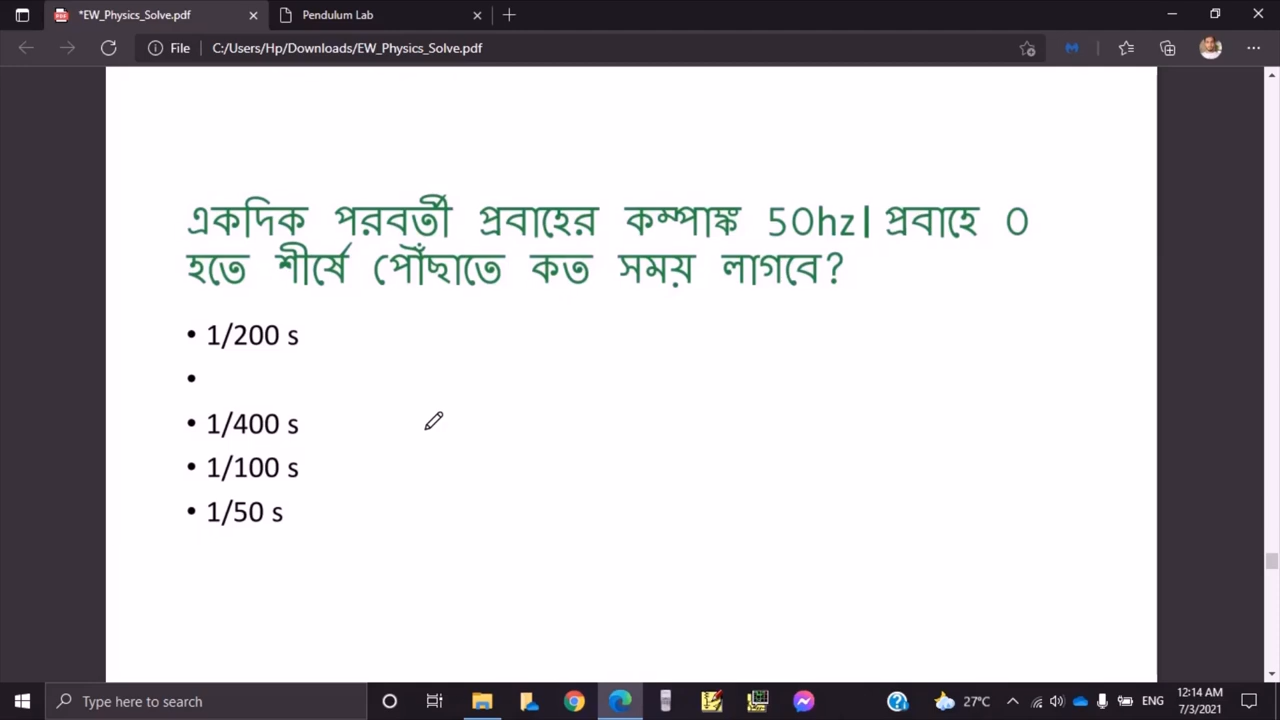 *EW_Physics_Solve.pdf
Pendulum Lab
File
C:/Users/Hp/Downloads/EW_Physics_Solve.pdf
একদিক পরবর্তী প্রবাহের কম্পাঙ্ক 50hz। প্রবাহে 0
হতে শীর্ষে পৌঁছাতে কত সময় লাগবে?
• 1/200 s
•
• 1/400 s
• 1/100 s
• 1/50 s
Type here to search
27°C
ENG
12:14 AM
7/3/2021